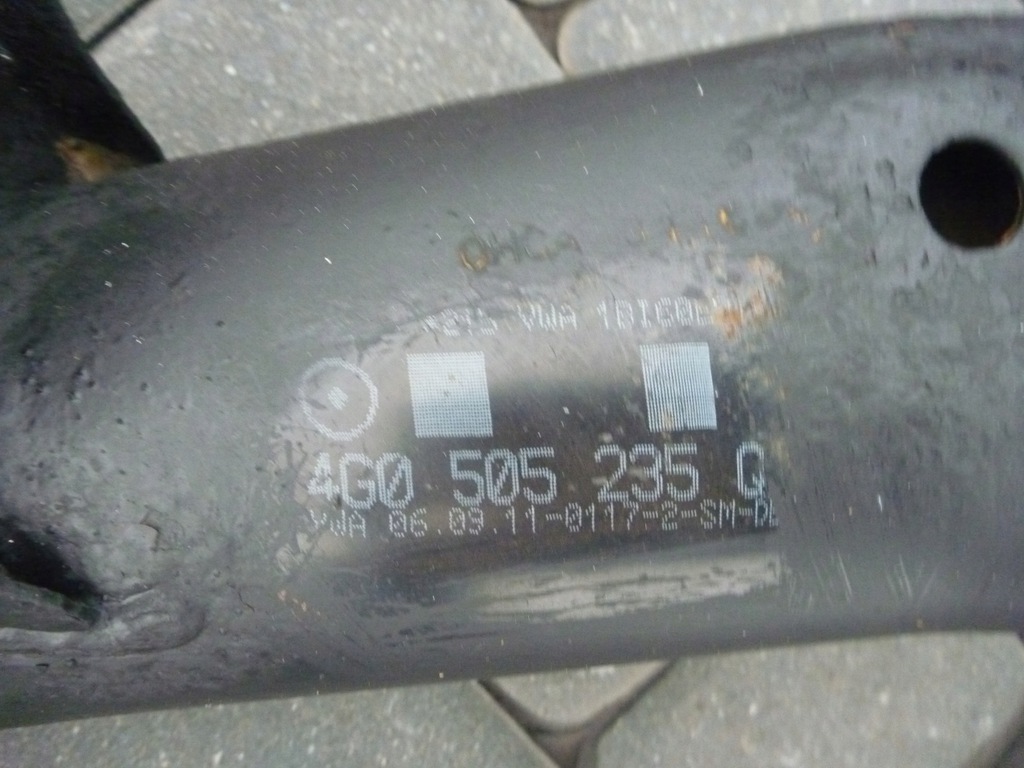 VWA
4G0 505 235 Q
VWA 06.09.11-0117-2-SM-